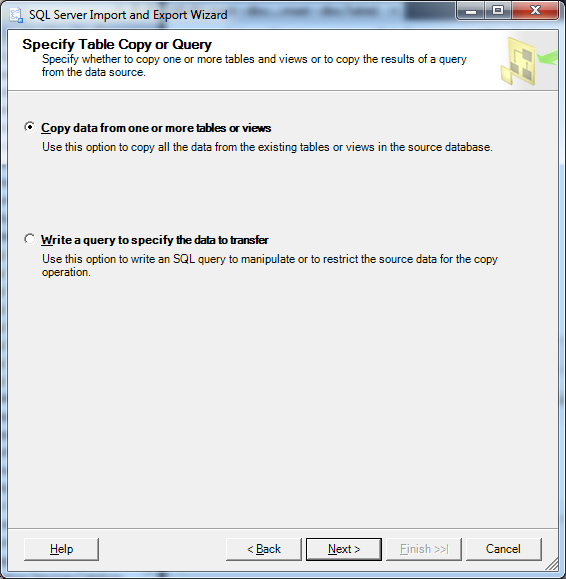 SQL Server Import and Export Wizard
Specify Table Copy or Query
Specify whether to copy one or more tables and views or to copy the results of a query
from the data source.
Copy data from one or more tables or views
Use this option to copy all the data from the existing tables or views in the source database.
Write a query to specify the data to transfer
Use this option to write an SQL query to manipulate or to restrict the source data for the copy
operation.
Help
< Back
Next >
Finish >>|
Cancel